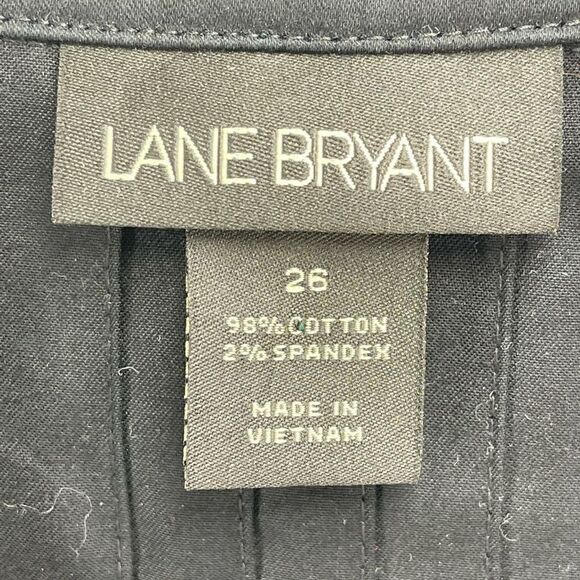 LANE BRYANT
26
98% COTTON
2% SPANDEX
MADE IN
VIETNAM